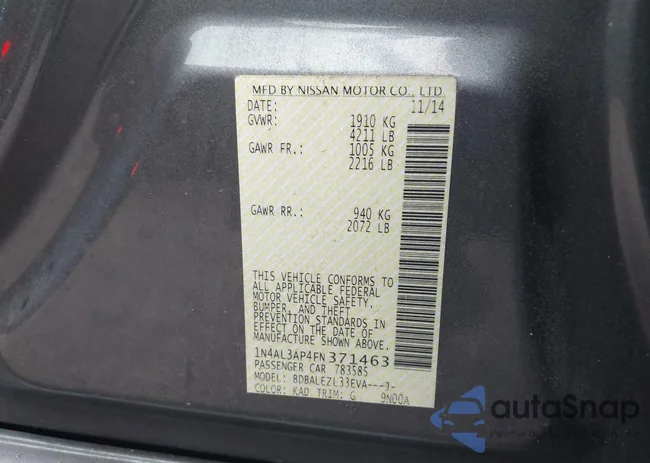 MFD BY NISSAN MOTOR CO., LTD.
DATE: 11/14
GVWR: 1910 KG
4211 LB
GAWR FR.: 1005 KG
2216 LB
GAWR RR.: 940 KG
2072 LB
THIS VEHICLE CONFORMS TO
ALL APPLICABLE FEDERAL
MOTOR VEHICLE SAFETY,
BUMPER, AND THEFT
PREVENTION STANDARDS IN
EFFECT ON THE DATE OF
MANUFACTURE SHOWN ABOVE.
1N4AL3AP4FN371463
PASSENGER CAR 783585
MODEL: BDBALEZL33EVA---J-
COLOR: KAD TRIM: G 9N00A
autoSnap